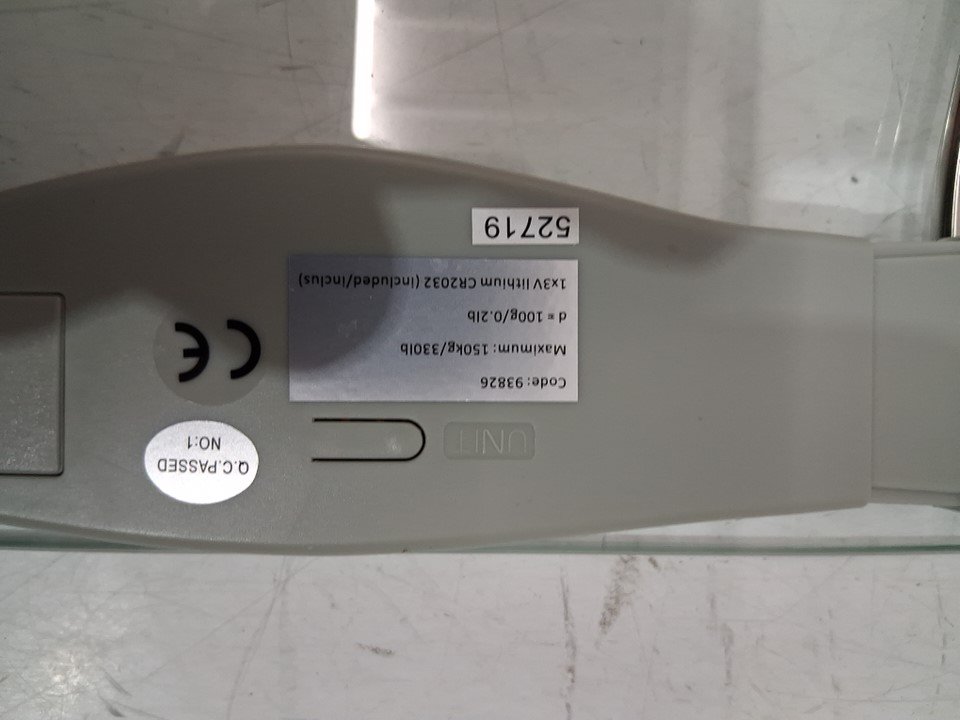 Q.C.PASSED
NO:1
UNIT
CE
Code: 93826
Maximum: 150kg/330lb
d = 100g/0.2lb
1x3V lithium CR2032 (included/inclus)
52719